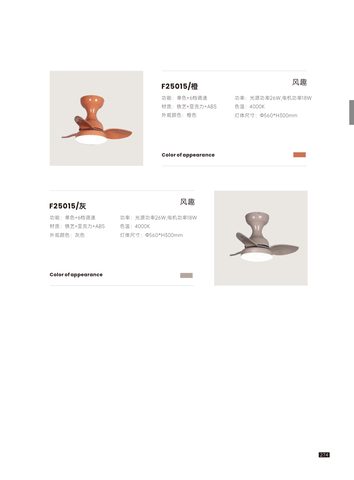 风趣
F25015/橙
功能：单色+6档调速
功率：光源功率26W,电机功率18W
材质：铁艺+亚克力+ABS
色温：4000K
外观颜色：橙色
灯体尺寸：Φ560*H300mm
Color of appearance
风趣
F25015/灰
功能：单色+6档调速
功率：光源功率26W,电机功率18W
材质：铁艺+亚克力+ABS
色温：4000K
外观颜色：灰色
灯体尺寸：Φ560*H300mm
Color of appearance
274